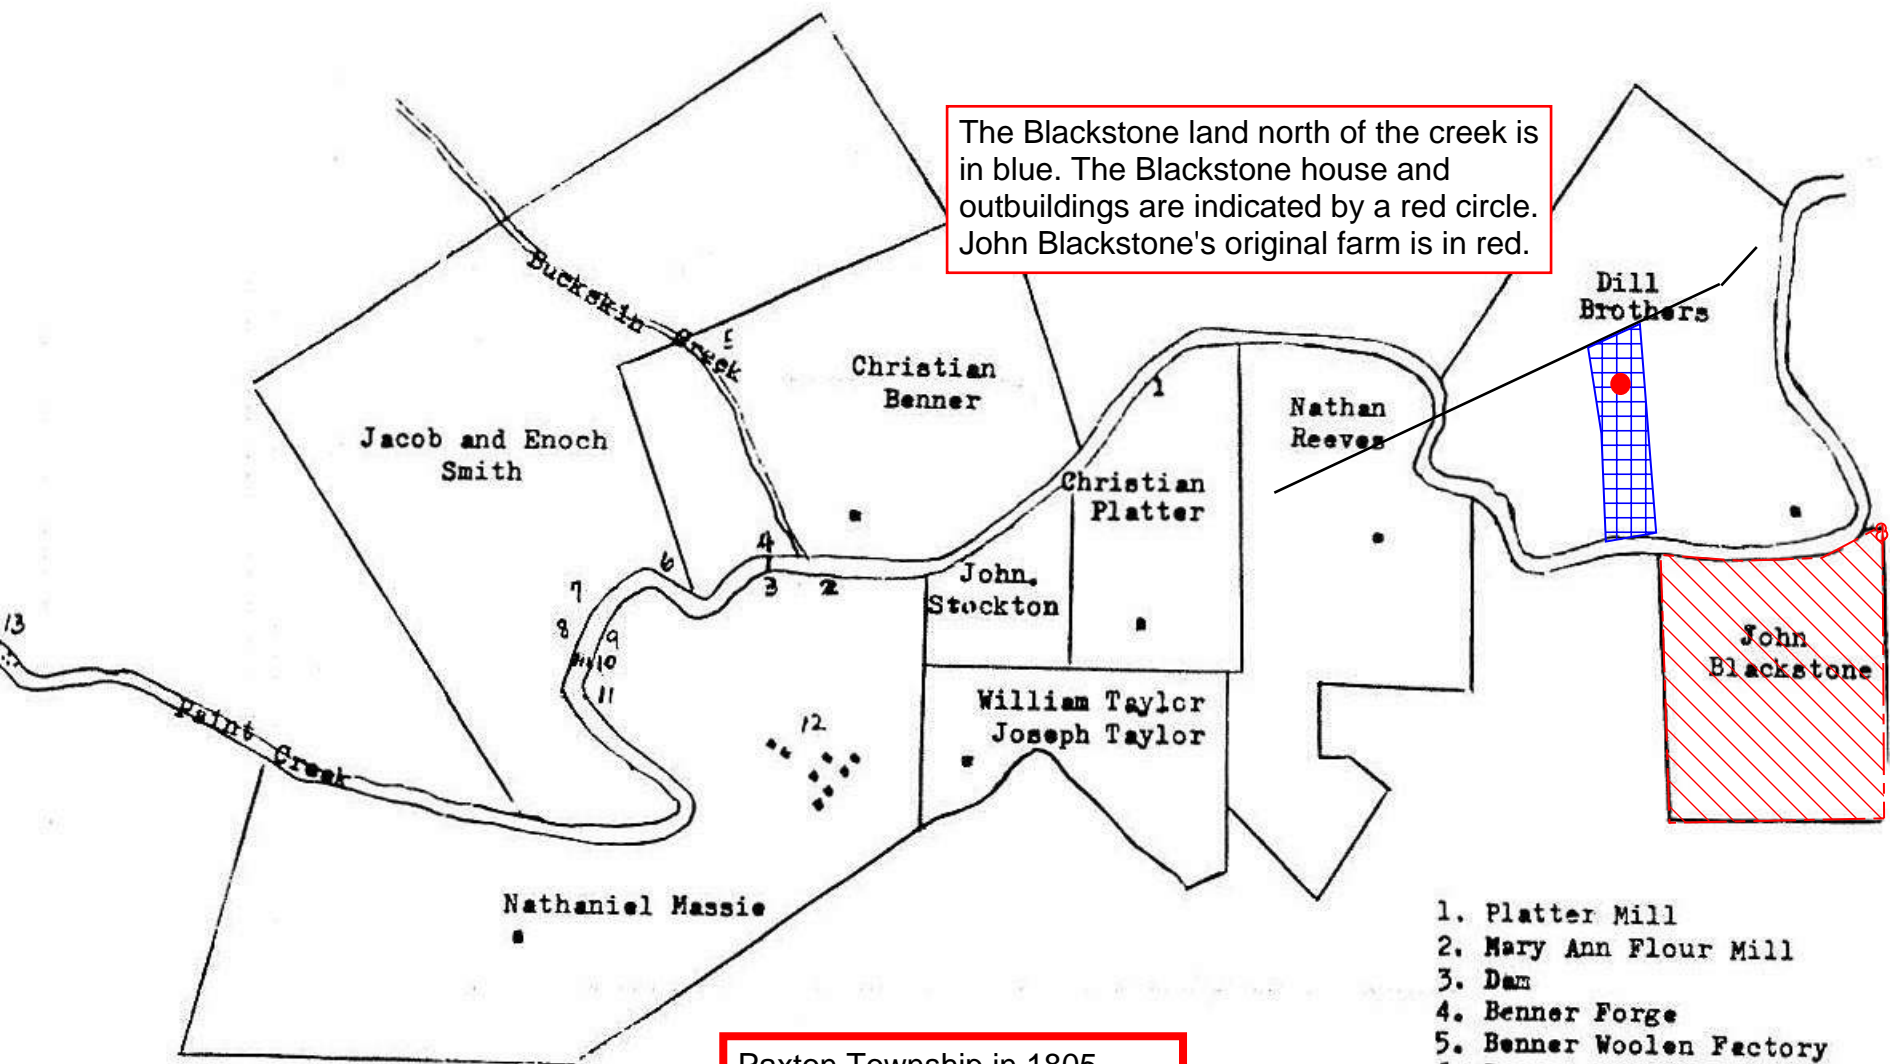 The Blackstone land north of the creek is
in blue. The Blackstone house and
outbuildings are indicated by a red circle.
John Blackstone's original farm is in red.
Buckskin Creek
5
Christian
Benner
Jacob and Enoch
Smith
Dill
Brothers
1
Nathan
Reeves
Christian
Platter
4
6
3
2
John.
Stockton
7
8
9
10
11
13
Paint Creek
12
William Taylor
Joseph Taylor
John
Blackstone
Nathaniel Massie
1. Platter Mill
2. Mary Ann Flour Mill
3. Dam
4. Benner Forge
5. Benner Woolen Factory
Paxton Township in 1805